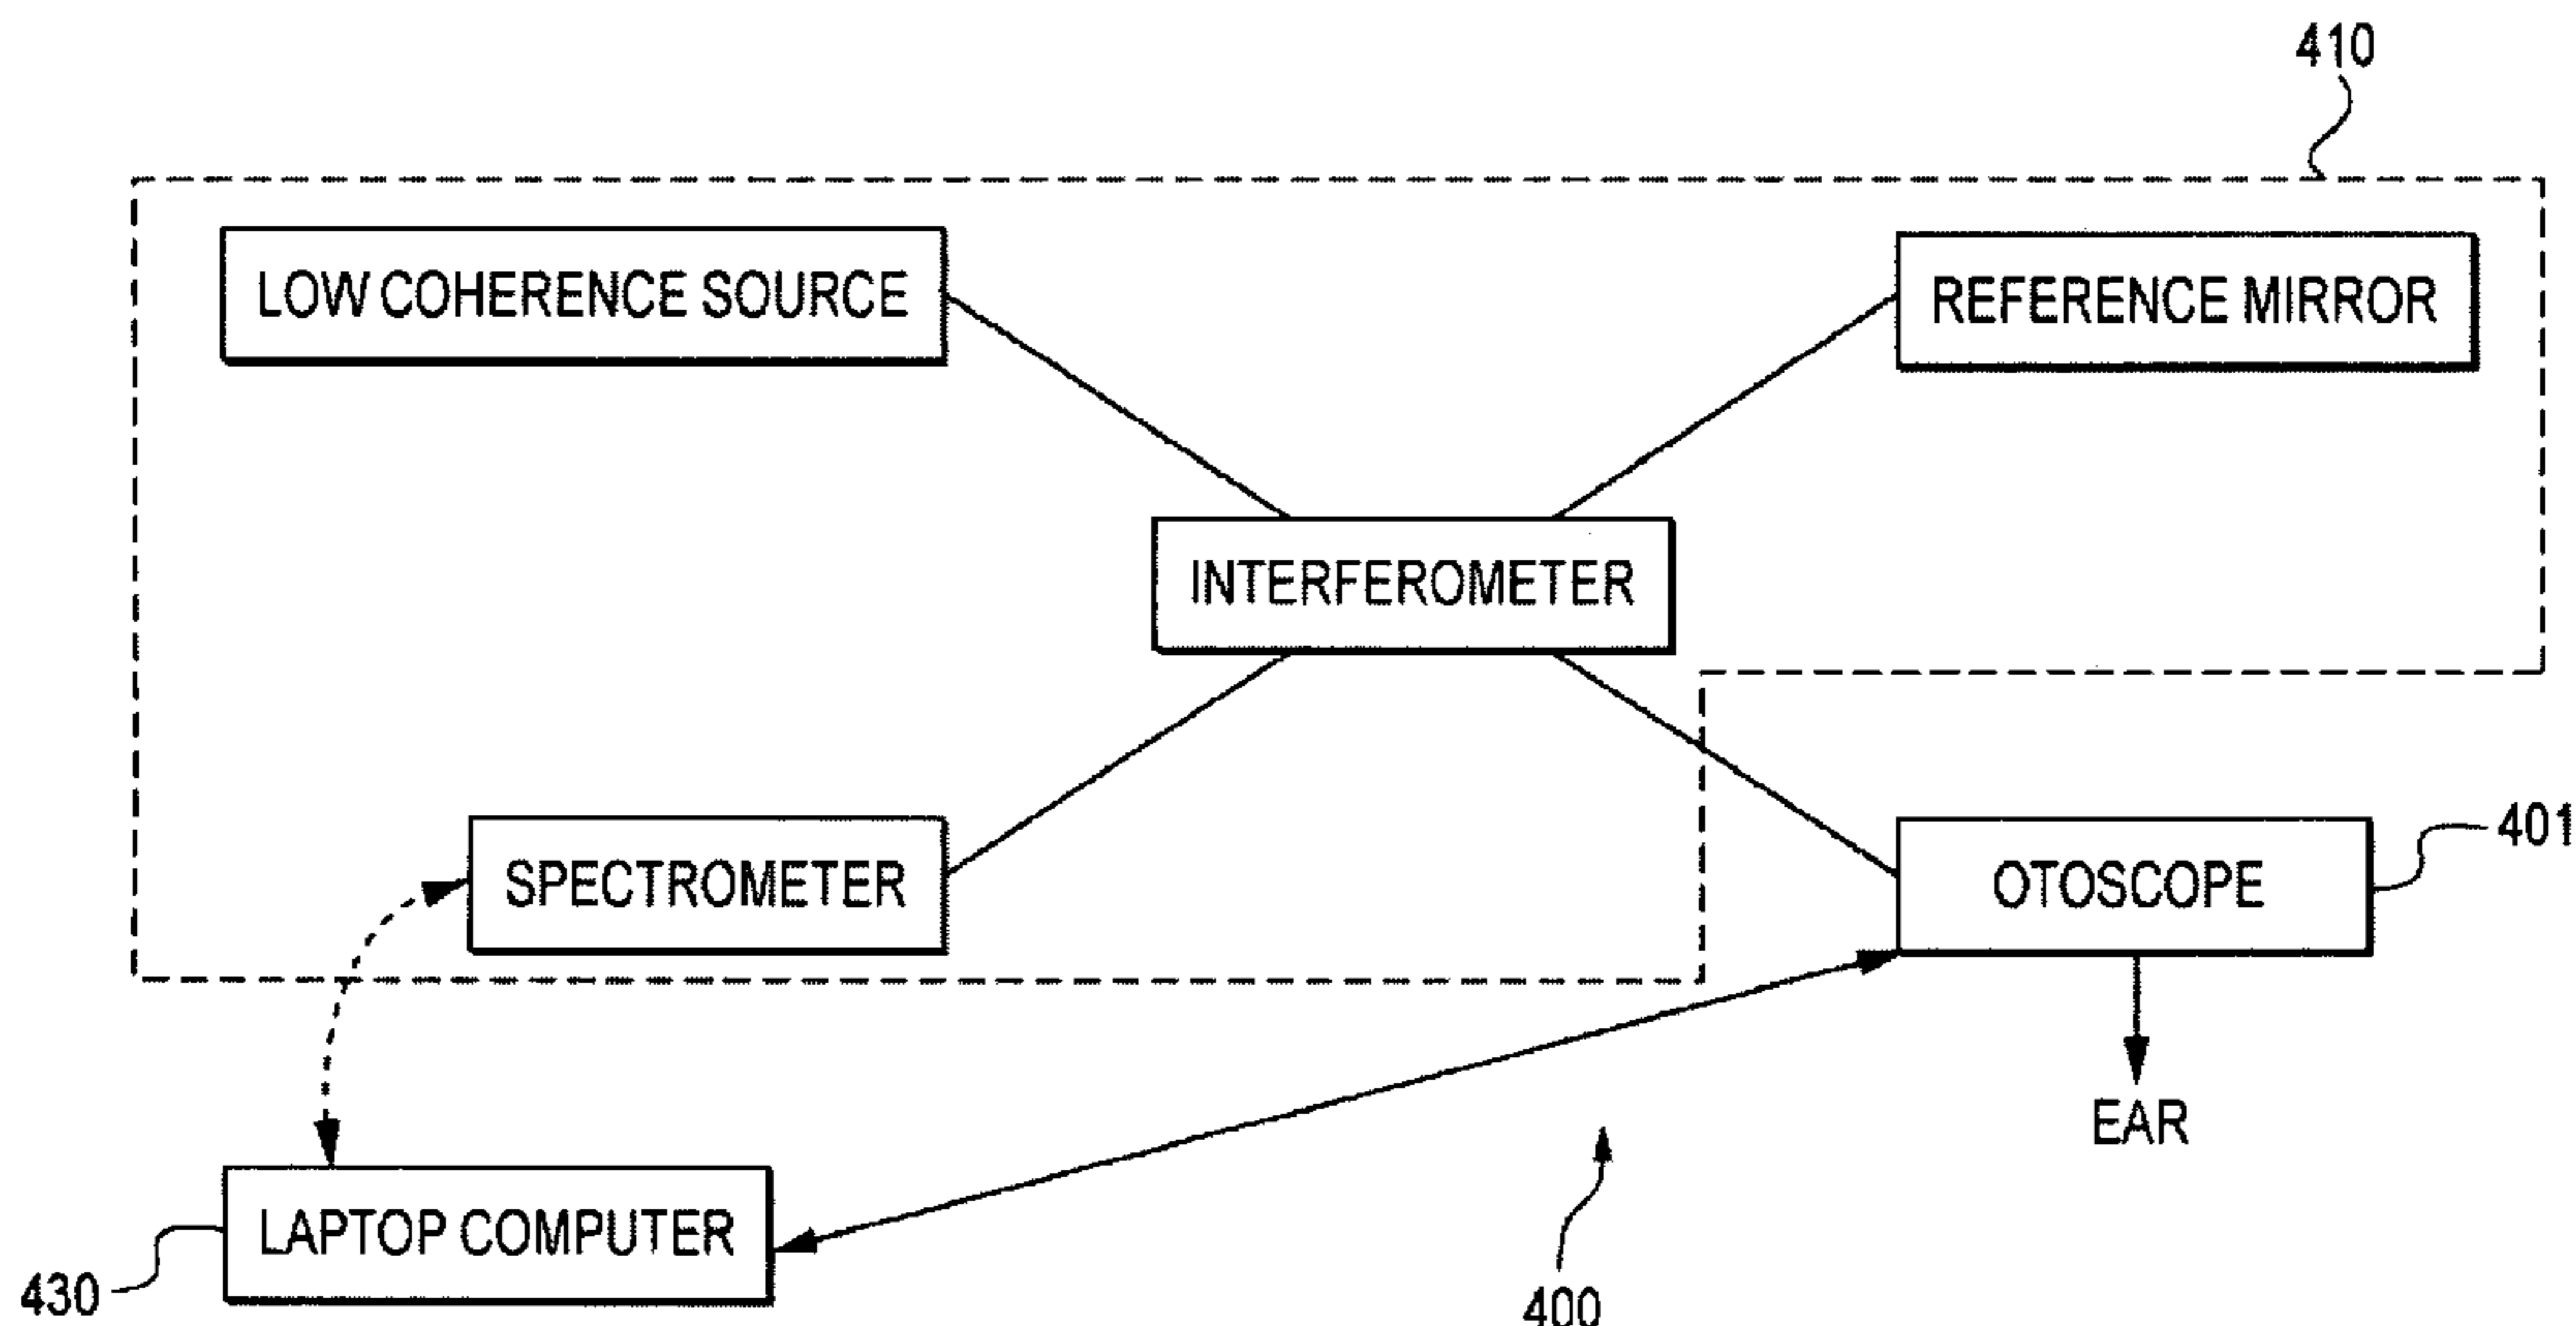 410
LOW COHERENCE SOURCE
REFERENCE MIRROR
INTERFEROMETER
SPECTROMETER
OTOSCOPE
401
EAR
LAPTOP COMPUTER
430
400